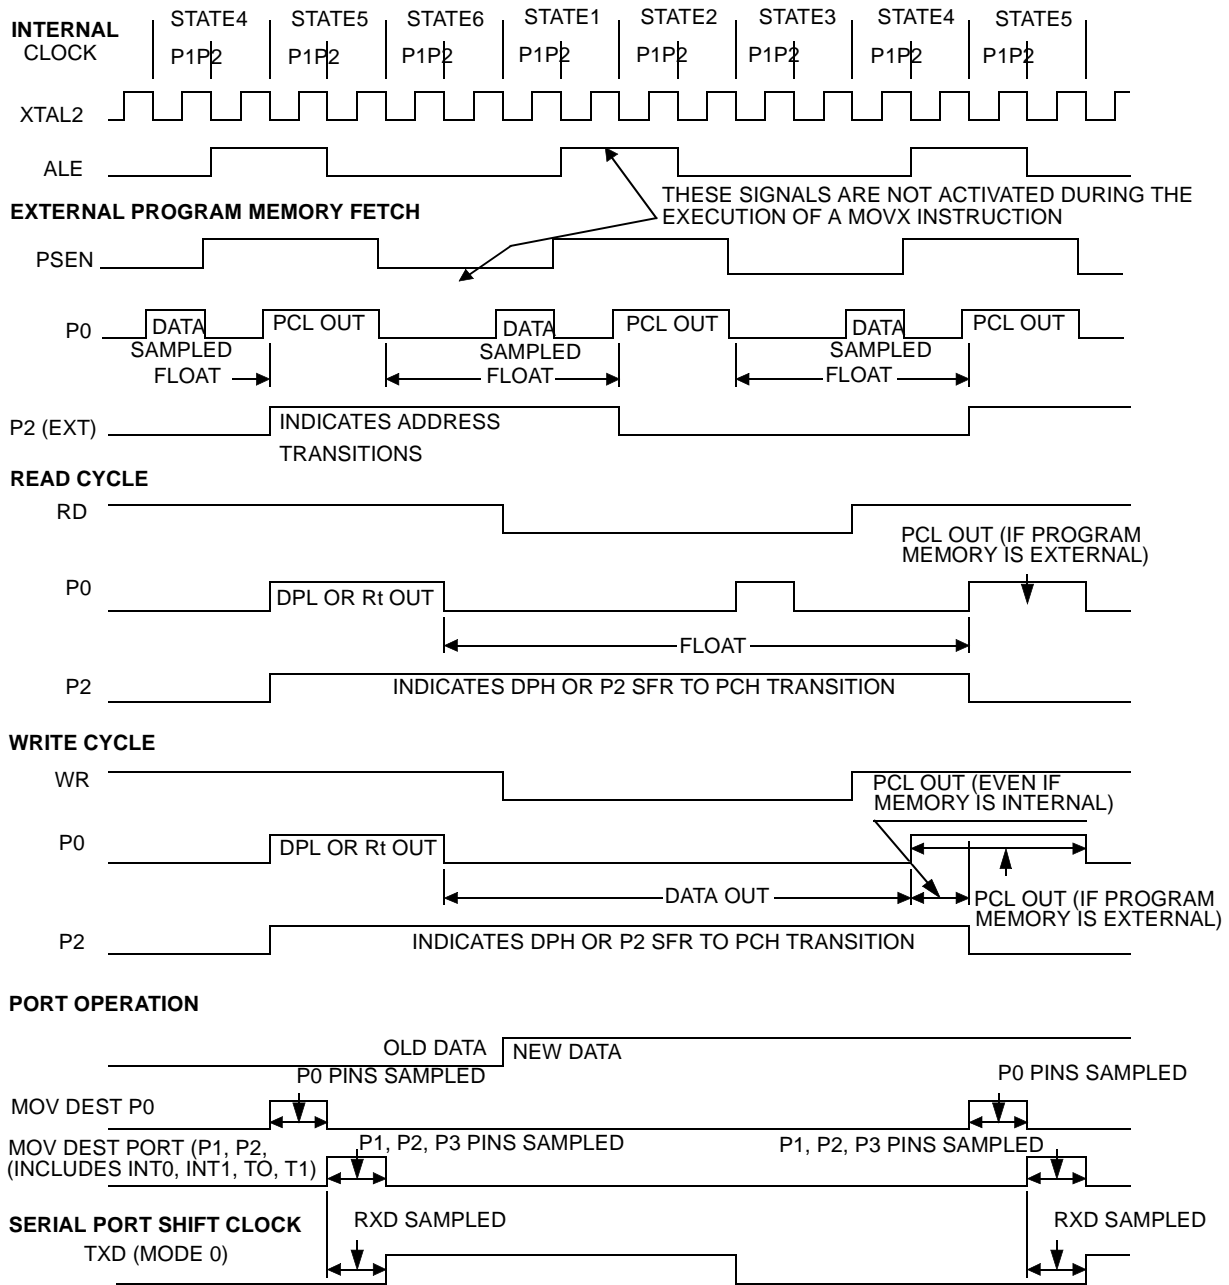 INTERNAL
CLOCK
STATE4 STATE5 STATE6 STATE1 STATE2 STATE3 STATE4 STATE5
P1P2 P1P2 P1P2 P1P2 P1P2 P1P2 P1P2 P1P2
XTAL2
ALE
THESE SIGNALS ARE NOT ACTIVATED DURING THE
EXECUTION OF A MOVX INSTRUCTION
EXTERNAL PROGRAM MEMORY FETCH
PSEN
P0 DATA PCL OUT DATA PCL OUT DATA PCL OUT
SAMPLED SAMPLED SAMPLED
FLOAT FLOAT FLOAT
P2 (EXT) INDICATES ADDRESS
TRANSITIONS
READ CYCLE
RD
PCL OUT (IF PROGRAM
MEMORY IS EXTERNAL)
P0 DPL OR Rt OUT
FLOAT
P2 INDICATES DPH OR P2 SFR TO PCH TRANSITION
WRITE CYCLE
WR
PCL OUT (EVEN IF
MEMORY IS INTERNAL)
P0 DPL OR Rt OUT
DATA OUT
PCL OUT (IF PROGRAM
MEMORY IS EXTERNAL)
P2 INDICATES DPH OR P2 SFR TO PCH TRANSITION
PORT OPERATION
OLD DATA NEW DATA
P0 PINS SAMPLED P0 PINS SAMPLED
MOV DEST P0
MOV DEST PORT (P1, P2, P1, P2, P3 PINS SAMPLED P1, P2, P3 PINS SAMPLED
(INCLUDES INT0, INT1, TO, T1)
SERIAL PORT SHIFT CLOCK RXD SAMPLED RXD SAMPLED
TXD (MODE 0)